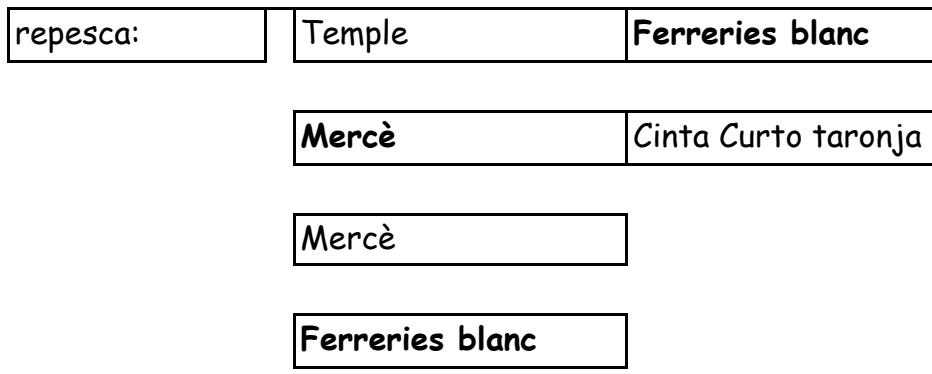 repesca: Temple Ferreries blanc
Mercè Cinta Curto taronja
Mercè
Ferreries blanc